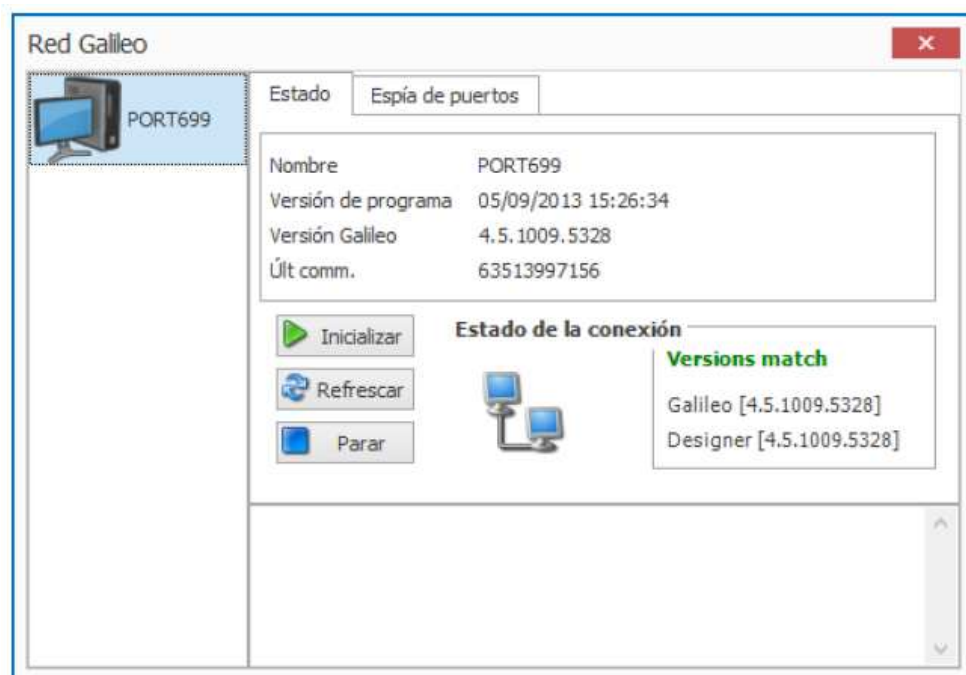 Red Galileo
PORT699
Estado Espía de puertos
Nombre PORT699
Versión de programa 05/09/2013 15:26:34
Versión Galileo 4.5.1009.5328
Últ comm. 63513997156
Inicializar
Refrescar
Parar
Estado de la conexión
Versions match
Galileo [4.5.1009.5328]
Designer [4.5.1009.5328]